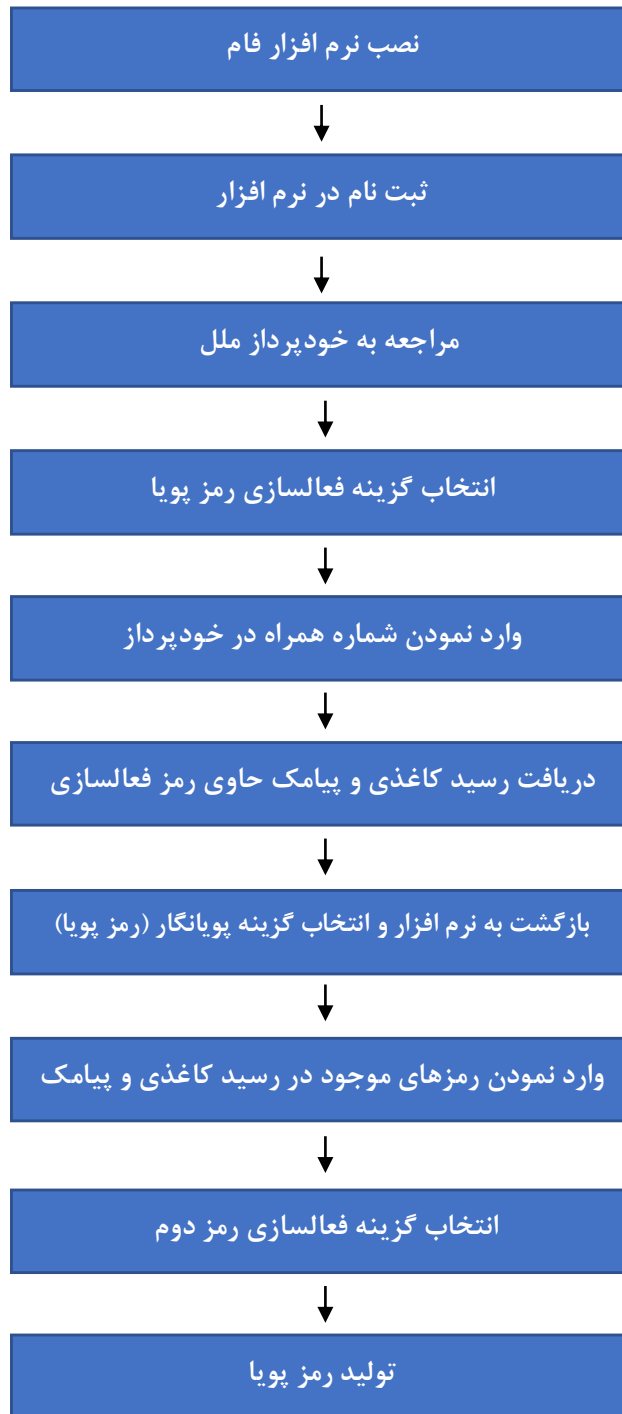 نصب نرم افزار فام
ثبت نام در نرم افزار
مراجعه به خودپرداز ملل
انتخاب گزینه فعالسازی رمز پویا
وارد نمودن شماره همراه در خودپرداز
دریافت رسید کاغذی و پیامک حاوی رمز فعالسازی
بازگشت به نرم افزار و انتخاب گزینه پویانگار (رمز پویا)
وارد نمودن رمزهای موجود در رسید کاغذی و پیامک
انتخاب گزینه فعالسازی رمز دوم
تولید رمز پویا